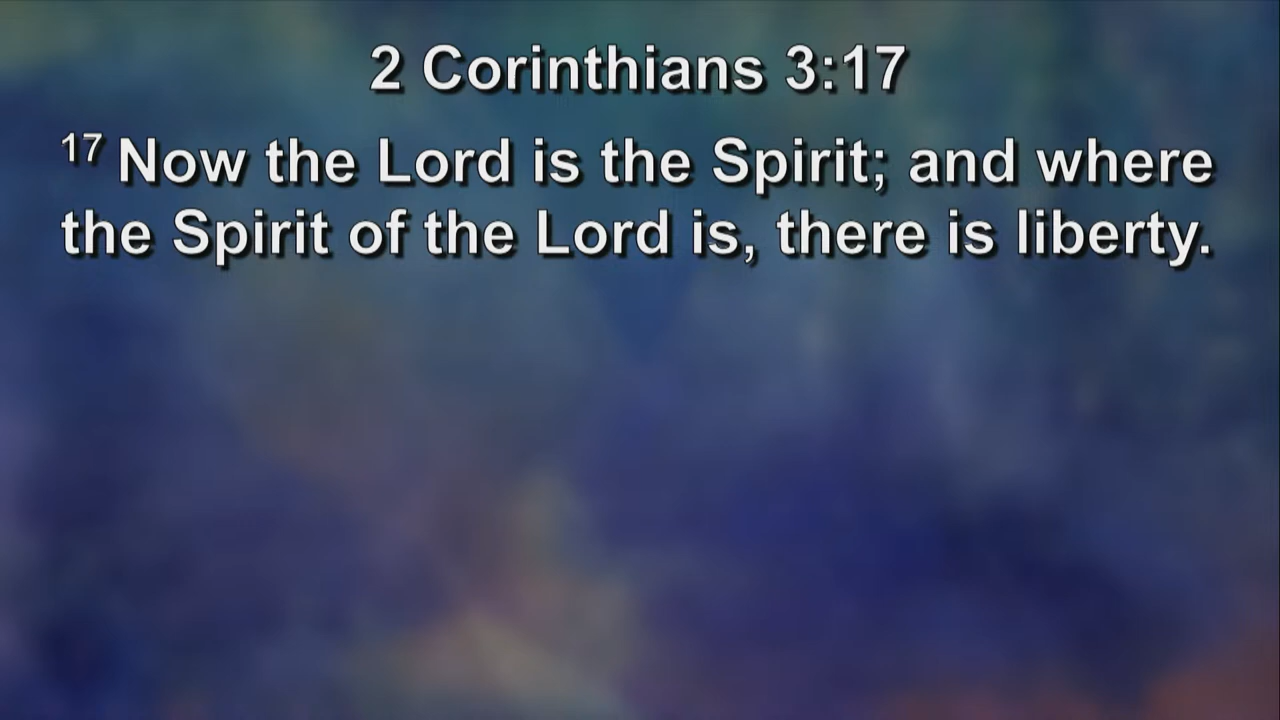 2 Corinthians 3:17
17 Now the Lord is the Spirit; and where
the Spirit of the Lord is, there is liberty.